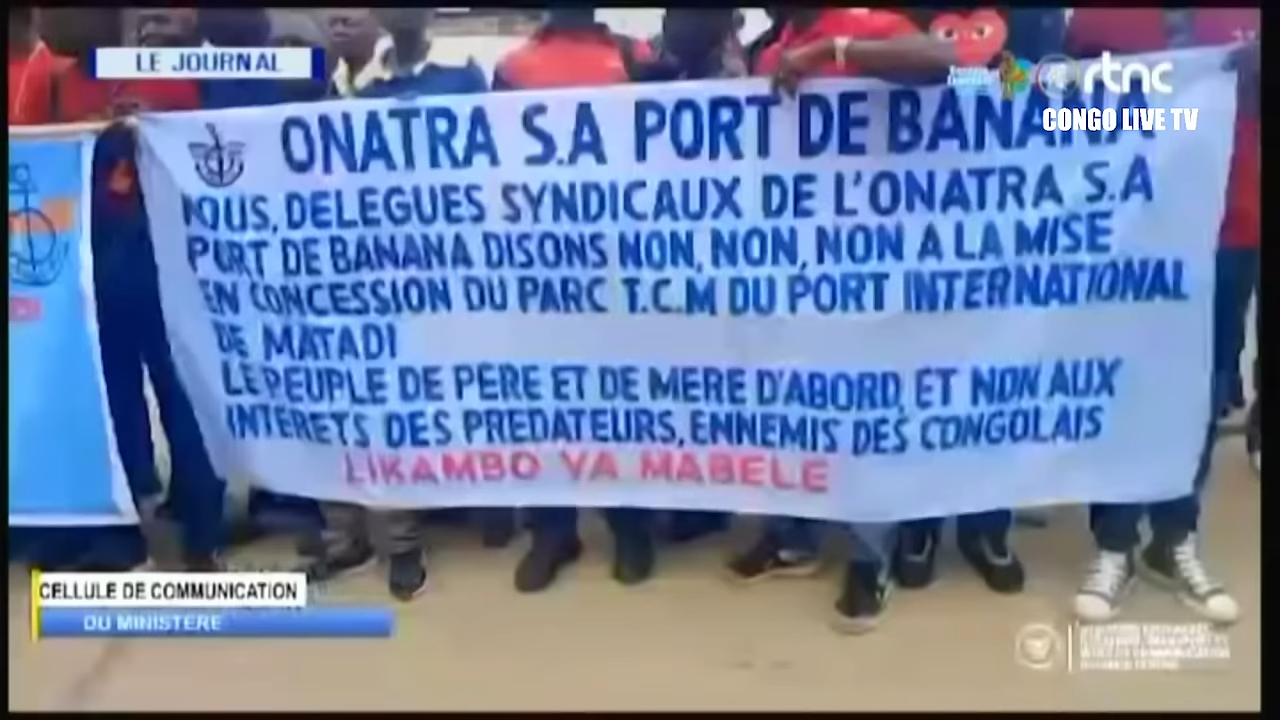 LE JOURNAL
rtnc
CONGO LIVE TV
ONATRA S.A PORT DE BANANA
NOUS, DELEGUES SYNDICAUX DE L'ONATRA S.A
PORT DE BANANA DISONS NON, NON, NON A LA MISE
EN CONCESSION DU PARC T.C.M DU PORT INTERNATIONAL
DE MATADI
LE PEUPLE DE PERE ET DE MERE D'ABORD, ET NON AUX
INTERETS DES PREDATEURS, ENNEMIS DES CONGOLAIS
LIKAMBO YA MABELE
CELLULE DE COMMUNICATION
DU MINISTERE